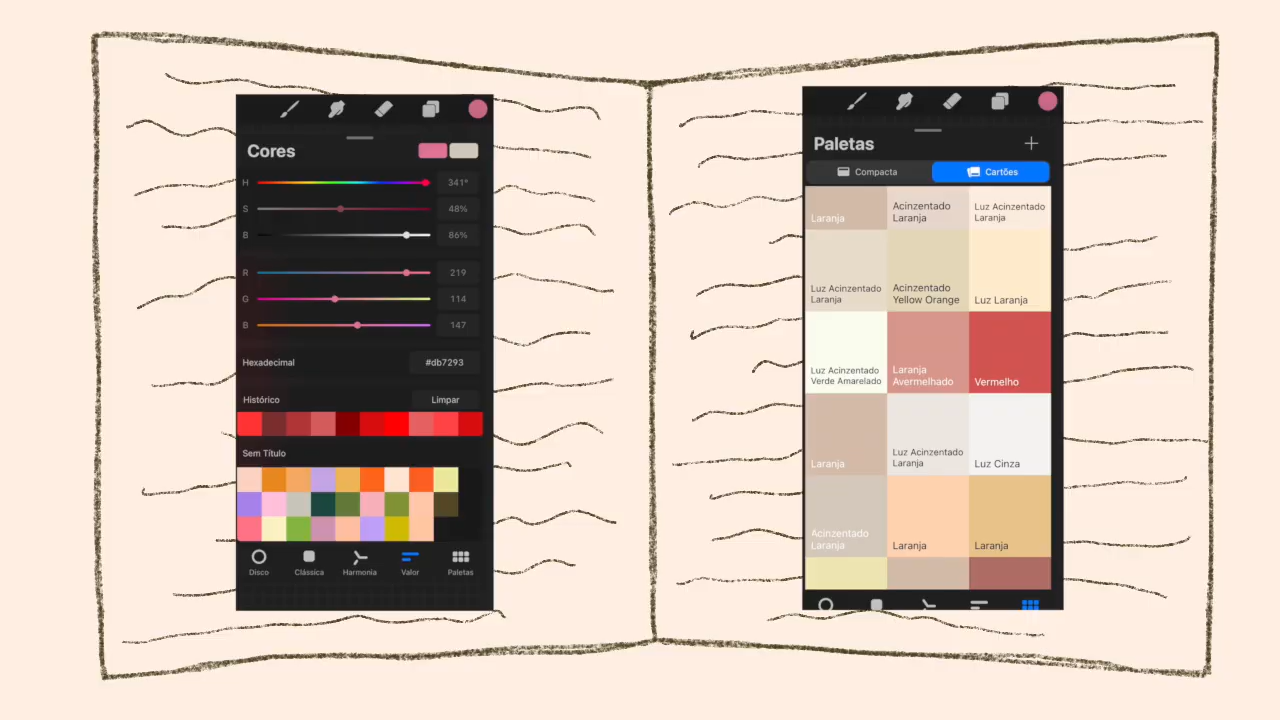 Cores
H 341°
S 48%
B 86%
R 219
G 114
B 147
Hexadecimal #db7293
Histórico Limpar
Sem Título
Disco Clássica Harmonia Valor Paletas
Paletas
Compacta Cartões
Laranja
Acinzentado
Laranja
Luz Acinzentado
Laranja
Luz Acinzentado
Laranja
Acinzentado
Yellow Orange
Luz Laranja
Luz Acinzentado
Verde Amarelado
Laranja
Avermelhado
Vermelho
Laranja
Luz Acinzentado
Laranja
Luz Cinza
Acinzentado
Laranja
Laranja
Laranja